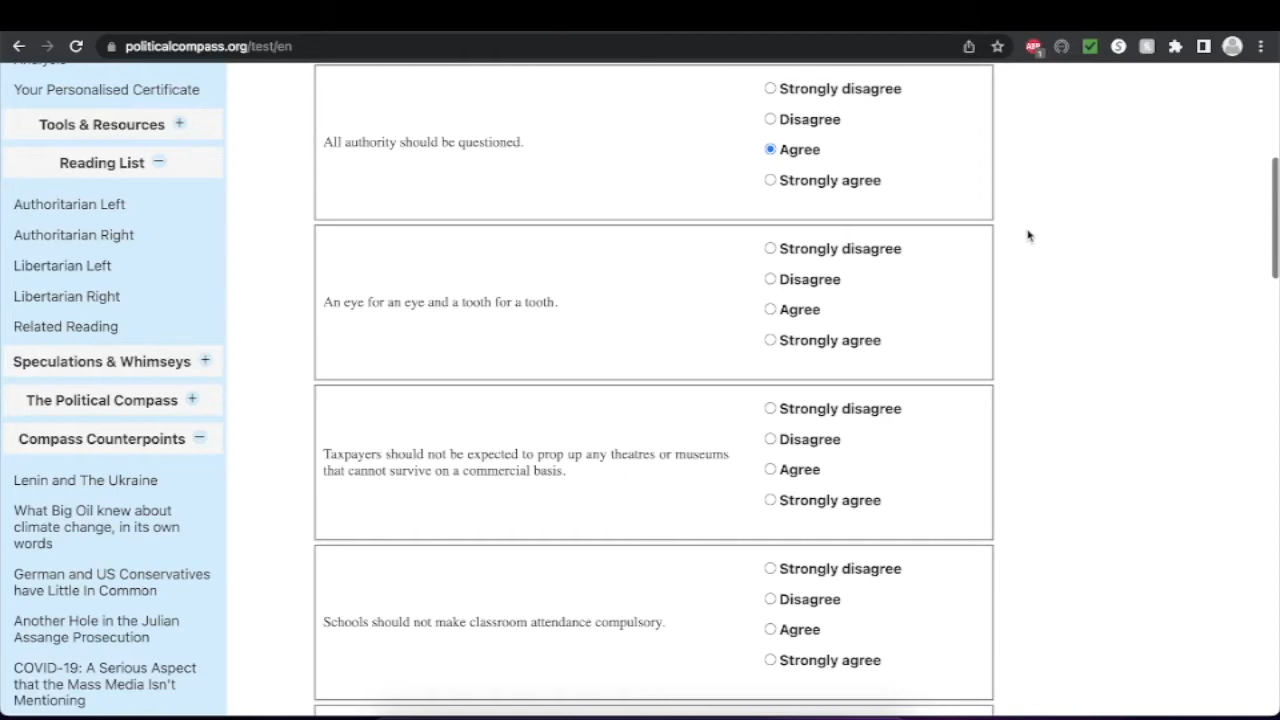 politicalcompass.org/test/en
ABP
1
S
Analysis
Your Personalised Certificate
Tools & Resources +
Reading List −
Authoritarian Left
Authoritarian Right
Libertarian Left
Libertarian Right
Related Reading
Speculations & Whimseys +
The Political Compass +
Compass Counterpoints −
Lenin and The Ukraine
What Big Oil knew about
climate change, in its own
words
German and US Conservatives
have Little In Common
Another Hole in the Julian
Assange Prosecution
COVID-19: A Serious Aspect
that the Mass Media Isn't
Mentioning
All authority should be questioned.
Strongly disagree
Disagree
Agree
Strongly agree
An eye for an eye and a tooth for a tooth.
Strongly disagree
Disagree
Agree
Strongly agree
Taxpayers should not be expected to prop up any theatres or museums
that cannot survive on a commercial basis.
Strongly disagree
Disagree
Agree
Strongly agree
Schools should not make classroom attendance compulsory.
Strongly disagree
Disagree
Agree
Strongly agree